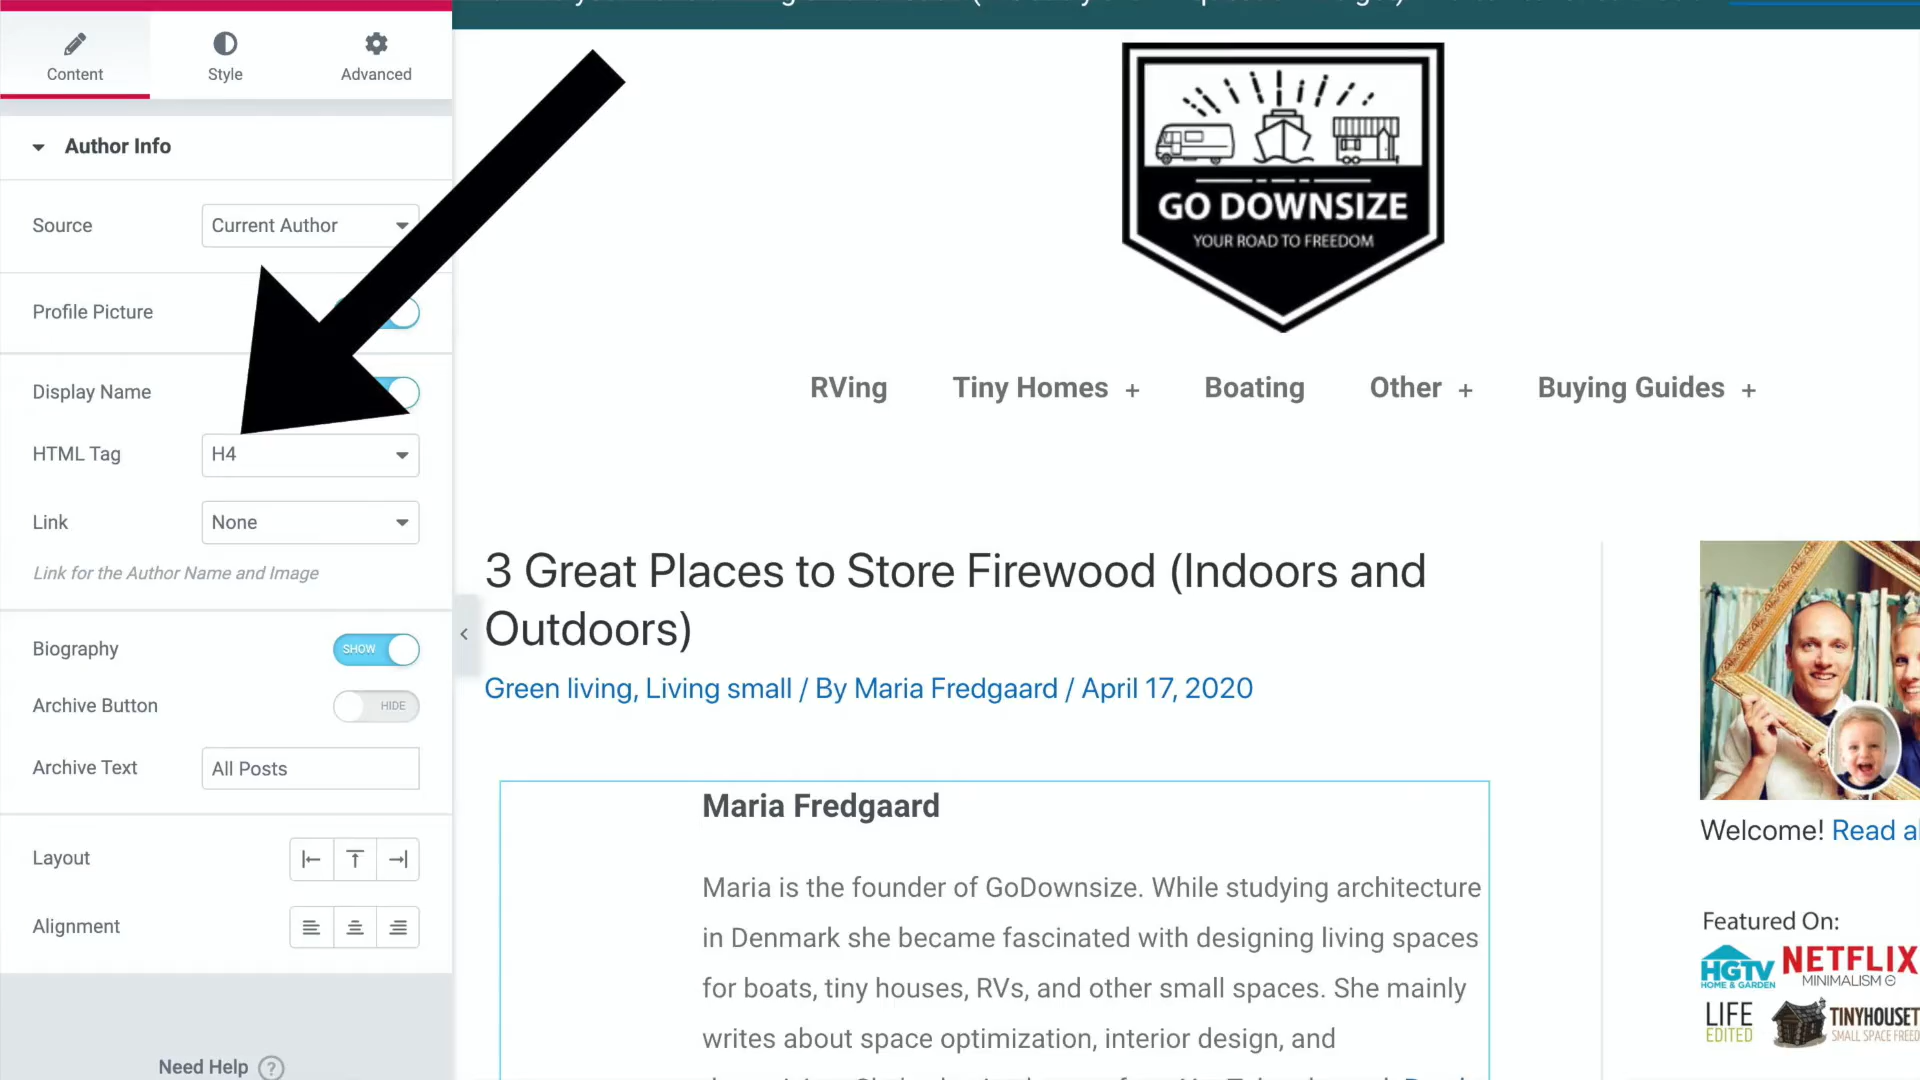 Content
Style
Advanced
Author Info
Source
Current Author
Profile Picture
Display Name
HTML Tag
H4
Link
None
Link for the Author Name and Image
Biography
SHOW
Archive Button
HIDE
Archive Text
All Posts
Layout
Alignment
Need Help ?
GO DOWNSIZE
YOUR ROAD TO FREEDOM
RVing
Tiny Homes +
Boating
Other +
Buying Guides +
3 Great Places to Store Firewood (Indoors and
Outdoors)
Green living, Living small / By Maria Fredgaard / April 17, 2020
Maria Fredgaard
Maria is the founder of GoDownsize. While studying architecture
in Denmark she became fascinated with designing living spaces
for boats, tiny houses, RVs, and other small spaces. She mainly
writes about space optimization, interior design, and
Welcome! Read
Featured On:
HGTV
HOME & GARDEN
NETFLIX
MINIMALISM
LIFE
EDITED
TINYHOUSET
SMALL SPACE FREED